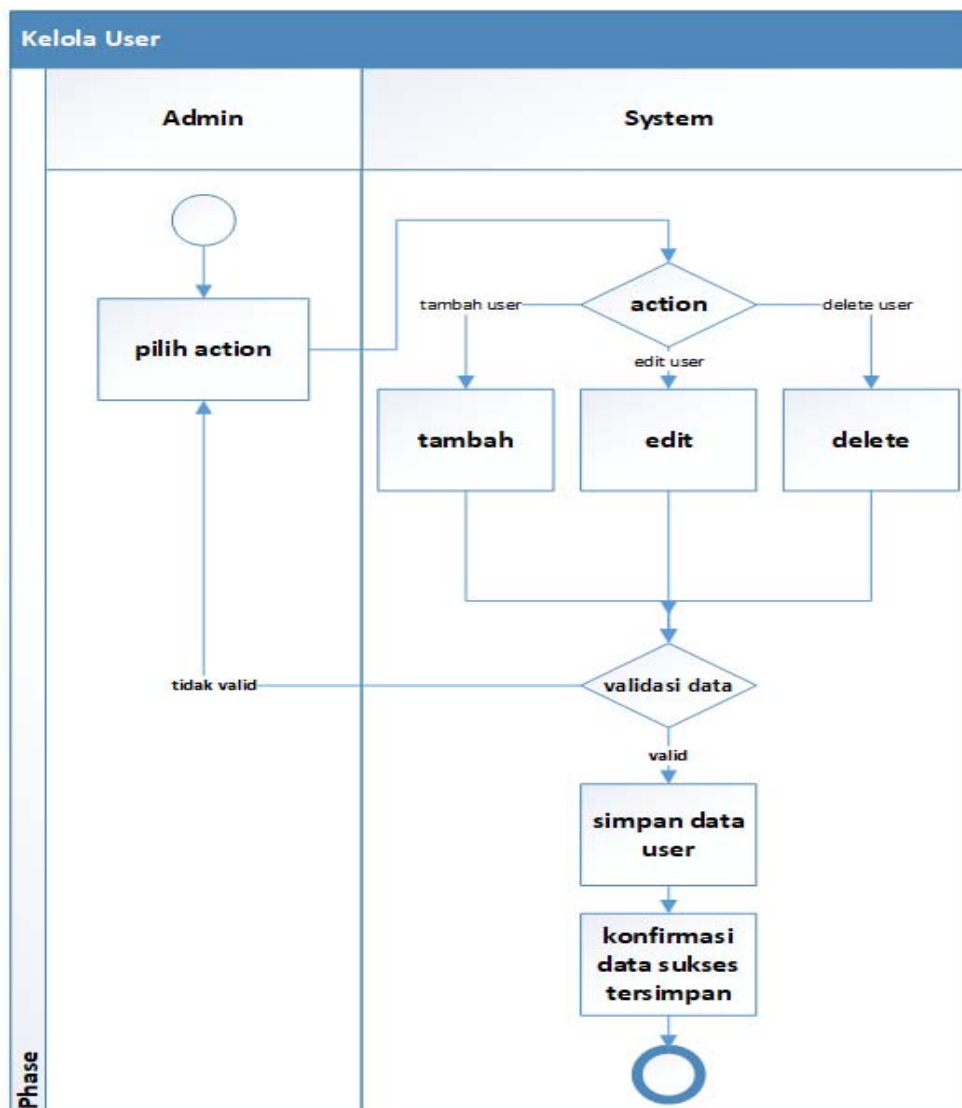 Kelola User
Admin
System
pilih action
action
tambah user
delete user
edit user
tambah
edit
delete
tidak valid
validasi data
valid
simpan data
user
konfirmasi
data sukses
tersimpan
Phase